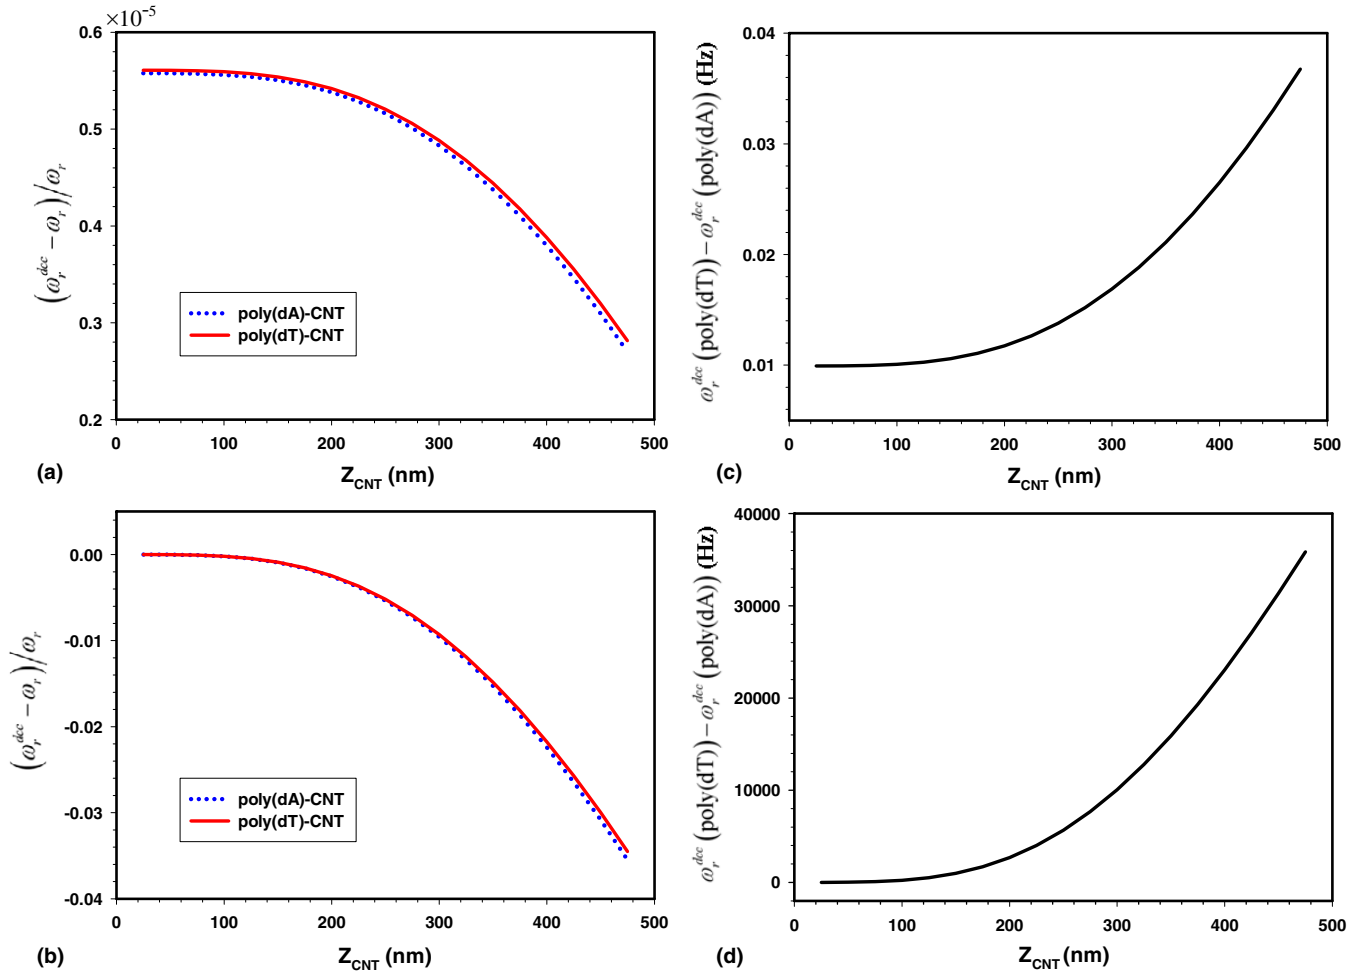 ×10⁻⁵
0.6
0.5
0.4
0.3
0.2
(ω_r^{dcc} − ω_r)/ω_r
poly(dA)-CNT
poly(dT)-CNT
0 100 200 300 400 500
(a)
Z_CNT (nm)
0.04
0.03
0.02
0.01
ω_r^{dcc} (poly(dT)) − ω_r^{dcc} (poly(dA)) (Hz)
0 100 200 300 400 500
(c)
Z_CNT (nm)
0.00
-0.01
-0.02
-0.03
-0.04
(ω_r^{dcc} − ω_r)/ω_r
poly(dA)-CNT
poly(dT)-CNT
0 100 200 300 400 500
(b)
Z_CNT (nm)
40000
30000
20000
10000
0
ω_r^{dcc} (poly(dT)) − ω_r^{dcc} (poly(dA)) (Hz)
0 100 200 300 400 500
(d)
Z_CNT (nm)